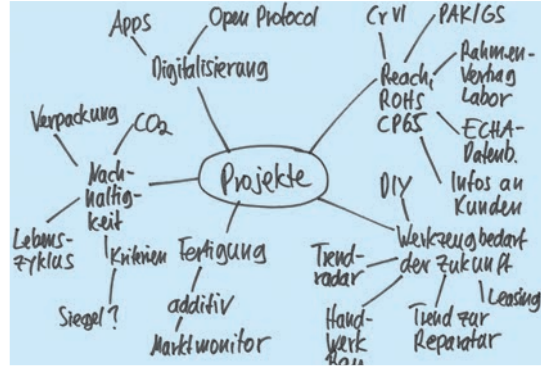 Apps
Open Protocol
Digitalisierung
Cr VI
PAK/GS
Reach,
ROHs
CP65
Rahmen-
Vertrag
Labor
ECHA-
Datenb.
Infos an
Kunden
Verpackung
CO2
Nach-
haltig-
keit
Lebens-
zyklus
Kriterien
Siegel?
Projekte
Fertigung
additiv
Marktmonitor
DIY
Werkzeugbedarf
der Zukunft
Trend-
radar
Hand-
werk
Bau
Trend zur
Reparatur
Leasing